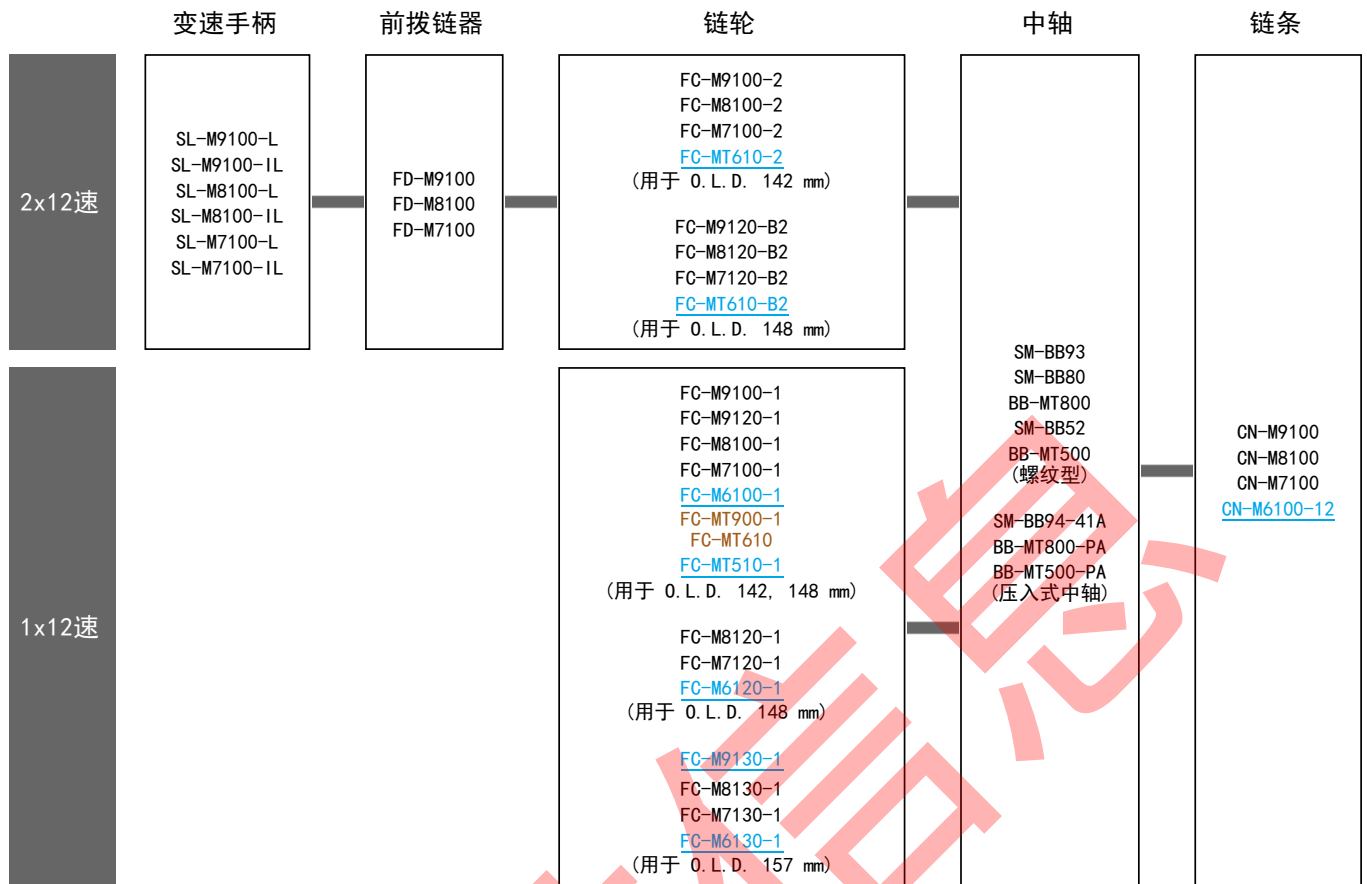 变速手柄
前拨链器
链轮
中轴
链条
2x12速
SL-M9100-L
SL-M9100-IL
SL-M8100-L
SL-M8100-IL
SL-M7100-L
SL-M7100-IL
FD-M9100
FD-M8100
FD-M7100
FC-M9100-2
FC-M8100-2
FC-M7100-2
FC-MT610-2
(用于 O.L.D. 142 mm)
FC-M9120-B2
FC-M8120-B2
FC-M7120-B2
FC-MT610-B2
(用于 O.L.D. 148 mm)
1x12速
FC-M9100-1
FC-M9120-1
FC-M8100-1
FC-M7100-1
FC-M6100-1
FC-MT900-1
FC-MT610
FC-MT510-1
(用于 O.L.D. 142, 148 mm)
FC-M8120-1
FC-M7120-1
FC-M6120-1
(用于 O.L.D. 148 mm)
FC-M9130-1
FC-M8130-1
FC-M7130-1
FC-M6130-1
(用于 O.L.D. 157 mm)
SM-BB93
SM-BB80
BB-MT800
SM-BB52
BB-MT500
(螺纹型)
SM-BB94-41A
BB-MT800-PA
BB-MT500-PA
(压入式中轴)
CN-M9100
CN-M8100
CN-M7100
CN-M6100-12
信息